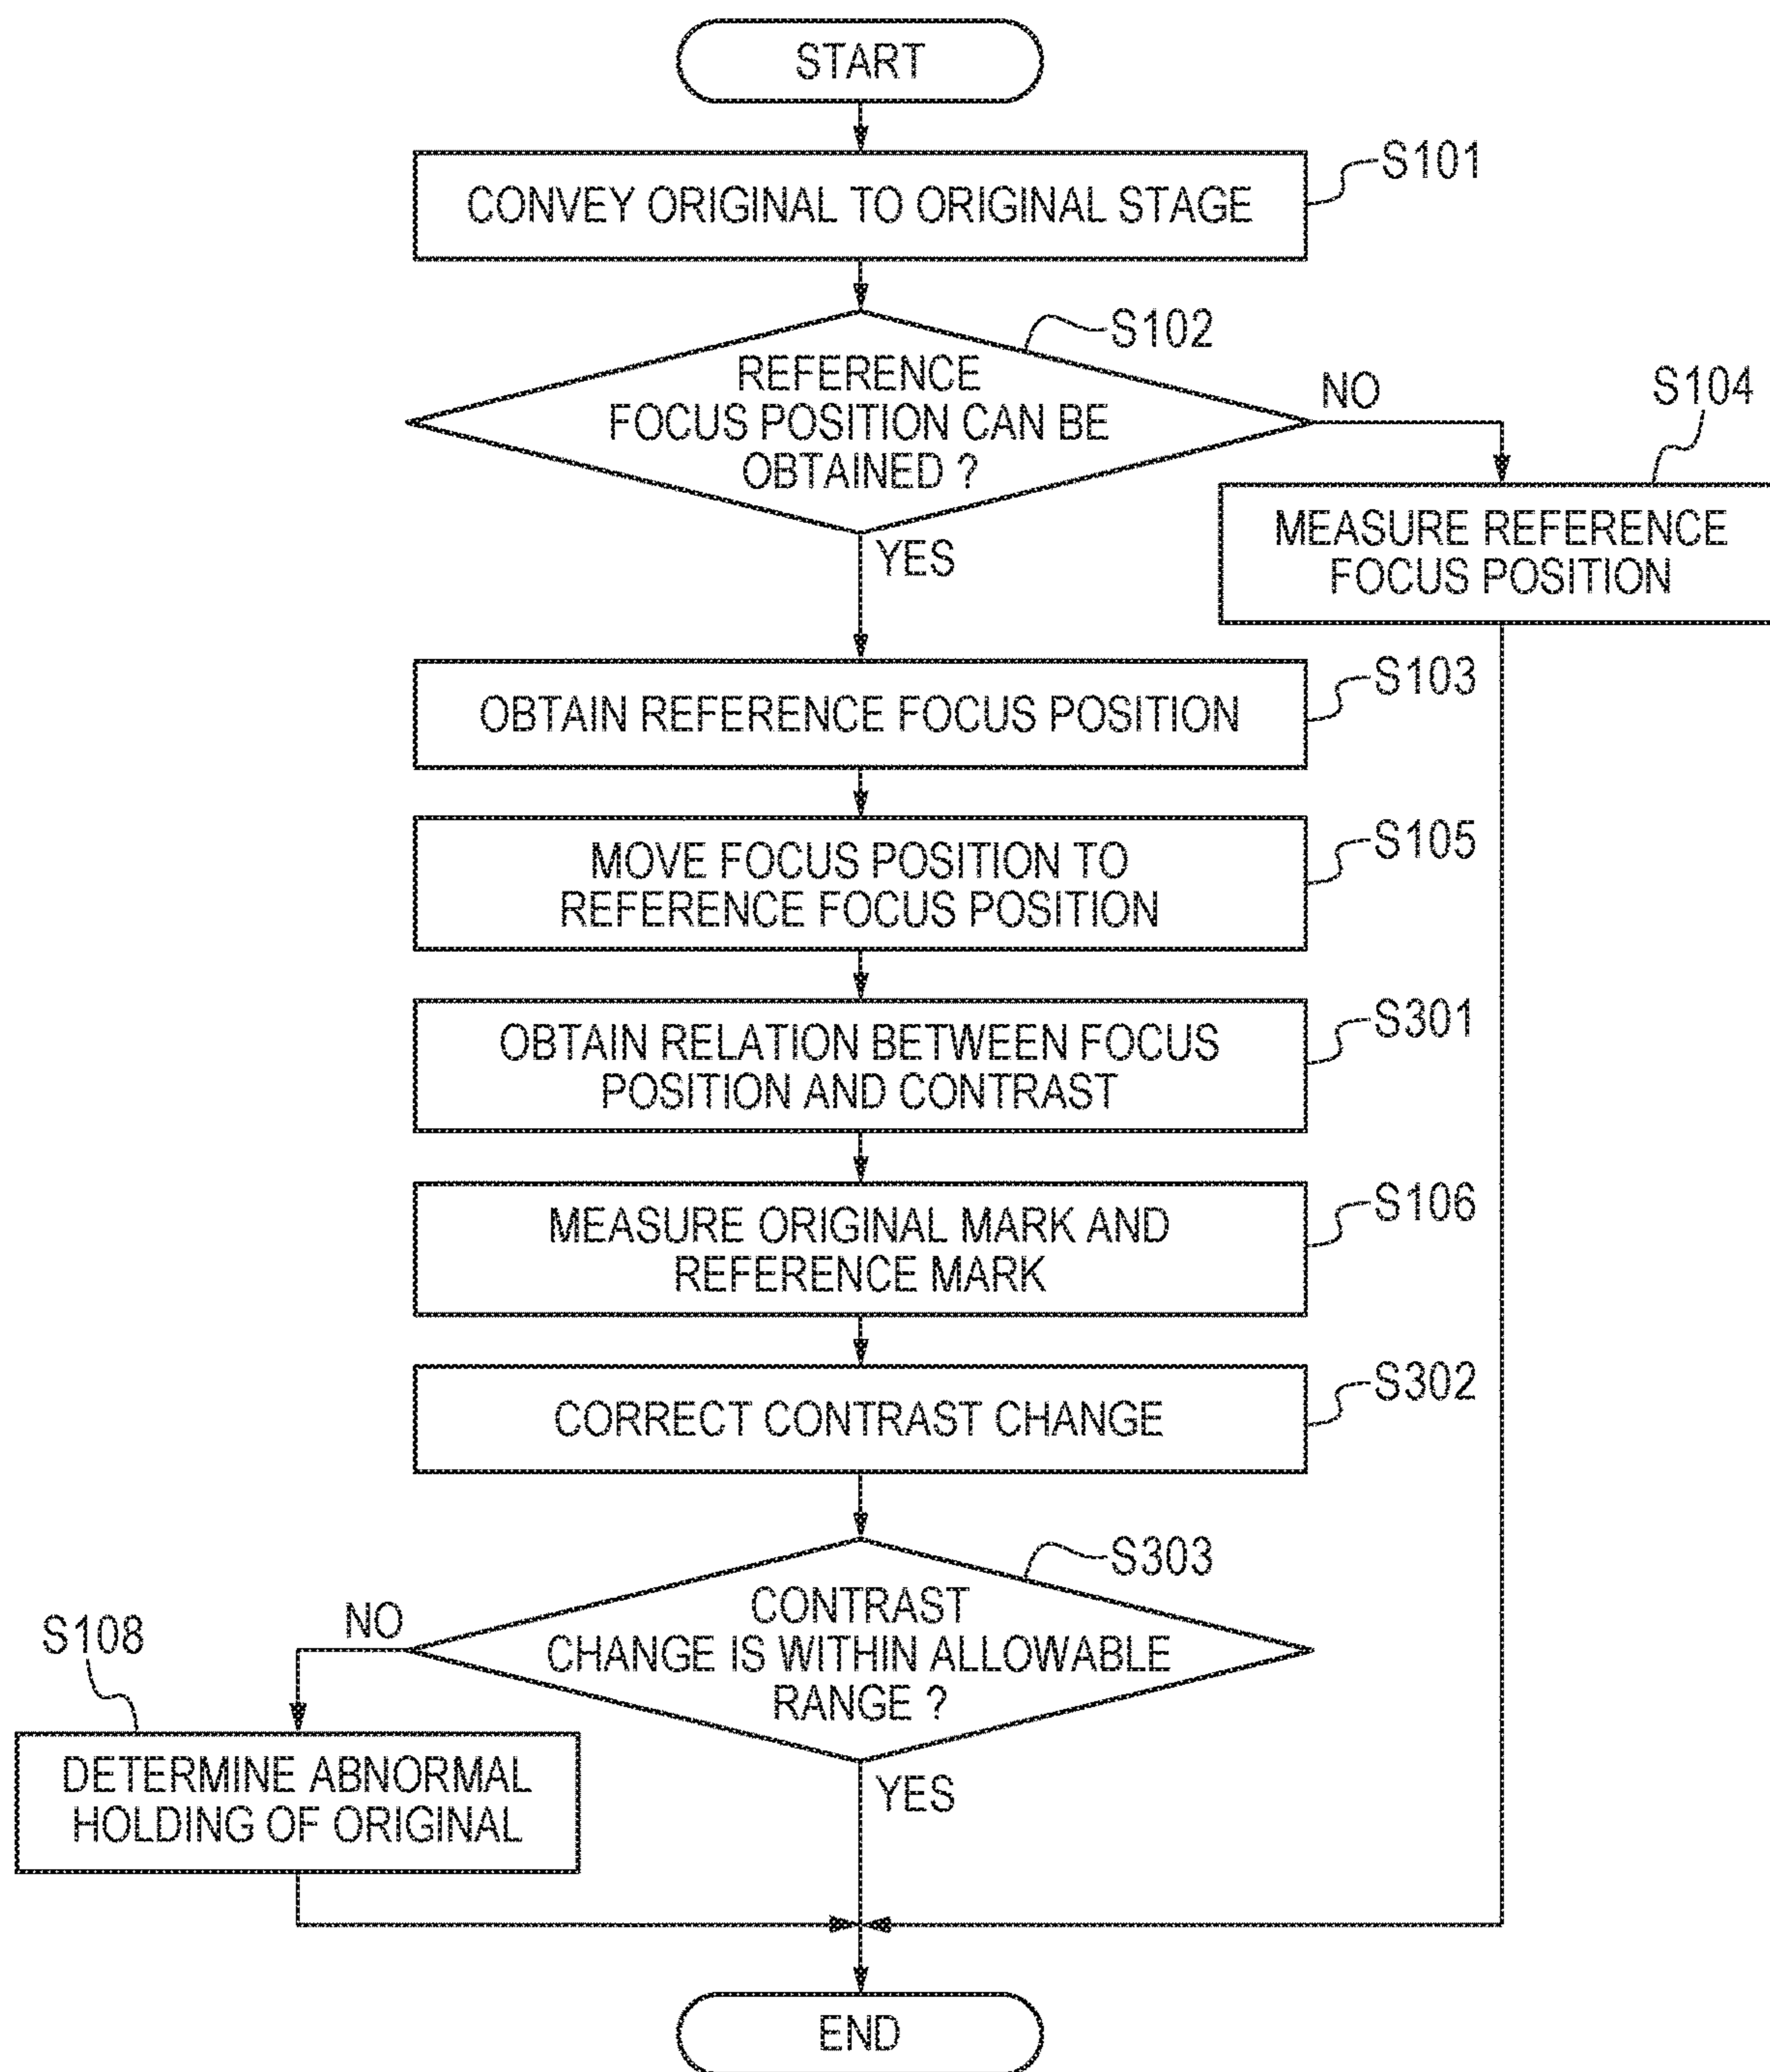 START
CONVEY ORIGINAL TO ORIGINAL STAGE
S101
REFERENCE
FOCUS POSITION CAN BE
OBTAINED ?
S102
NO
YES
S104
MEASURE REFERENCE
FOCUS POSITION
OBTAIN REFERENCE FOCUS POSITION
S103
MOVE FOCUS POSITION TO
REFERENCE FOCUS POSITION
S105
OBTAIN RELATION BETWEEN FOCUS
POSITION AND CONTRAST
S301
MEASURE ORIGINAL MARK AND
REFERENCE MARK
S106
CORRECT CONTRAST CHANGE
S302
CONTRAST
CHANGE IS WITHIN ALLOWABLE
RANGE ?
S303
NO
YES
S108
DETERMINE ABNORMAL
HOLDING OF ORIGINAL
END